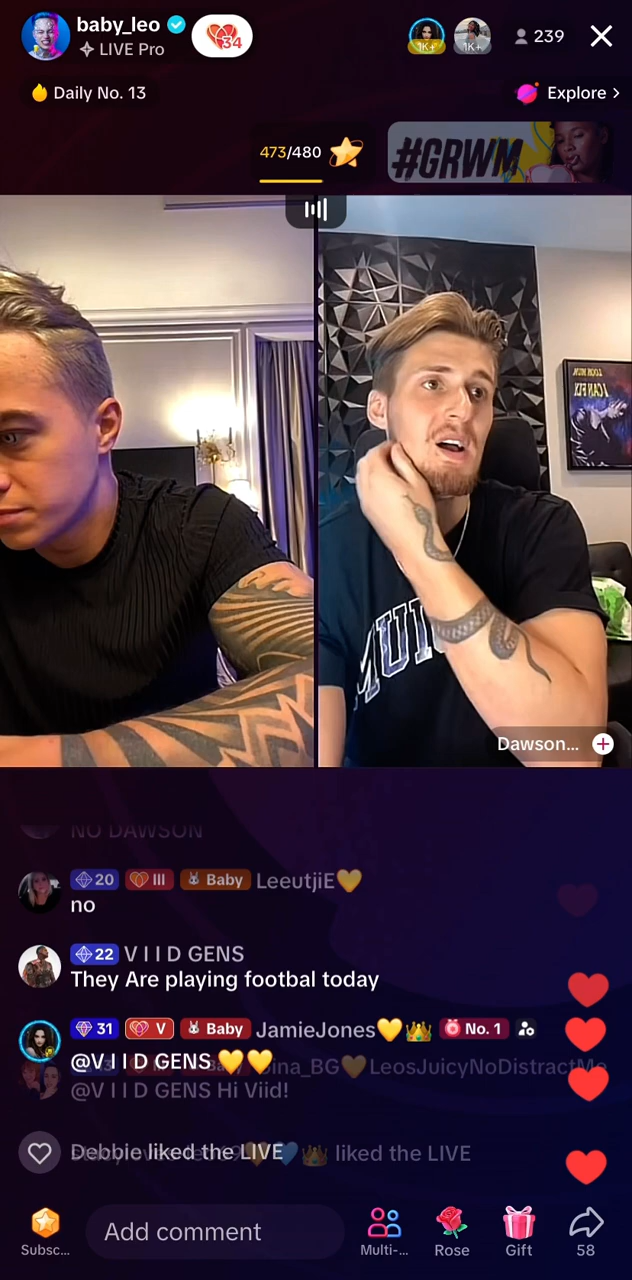 baby_leo
34
LIVE Pro
1K+
1K+
239
Daily No. 13
Explore >
473/480
#GRWM
Dawson...
NO DAWSON
20 III Baby LeeutjiE💛
no
22 V I I D GENS
They Are playing footbal today
31 V Baby JamieJones💛👑 No. 1
@V I I D GENS 💛💛
LeosJuicyNoDistractMe
@V I I D GENS Hi Viid!
Debbie liked the LIVE
liked the LIVE
Subsc...
Add comment
Multi-...
Rose
Gift
58